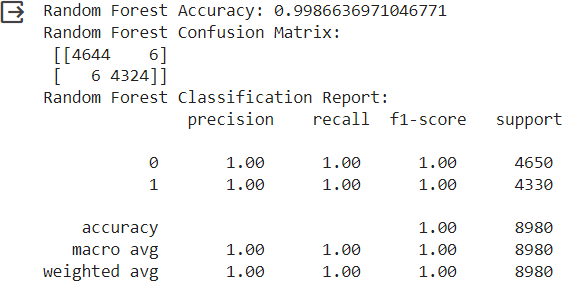 Random Forest Accuracy: 0.9986636971046771
Random Forest Confusion Matrix:
[[4644    6]
[   6 4324]]
Random Forest Classification Report:
precision    recall  f1-score   support
0       1.00      1.00      1.00      4650
1       1.00      1.00      1.00      4330
accuracy                           1.00      8980
macro avg       1.00      1.00      1.00      8980
weighted avg       1.00      1.00      1.00      8980